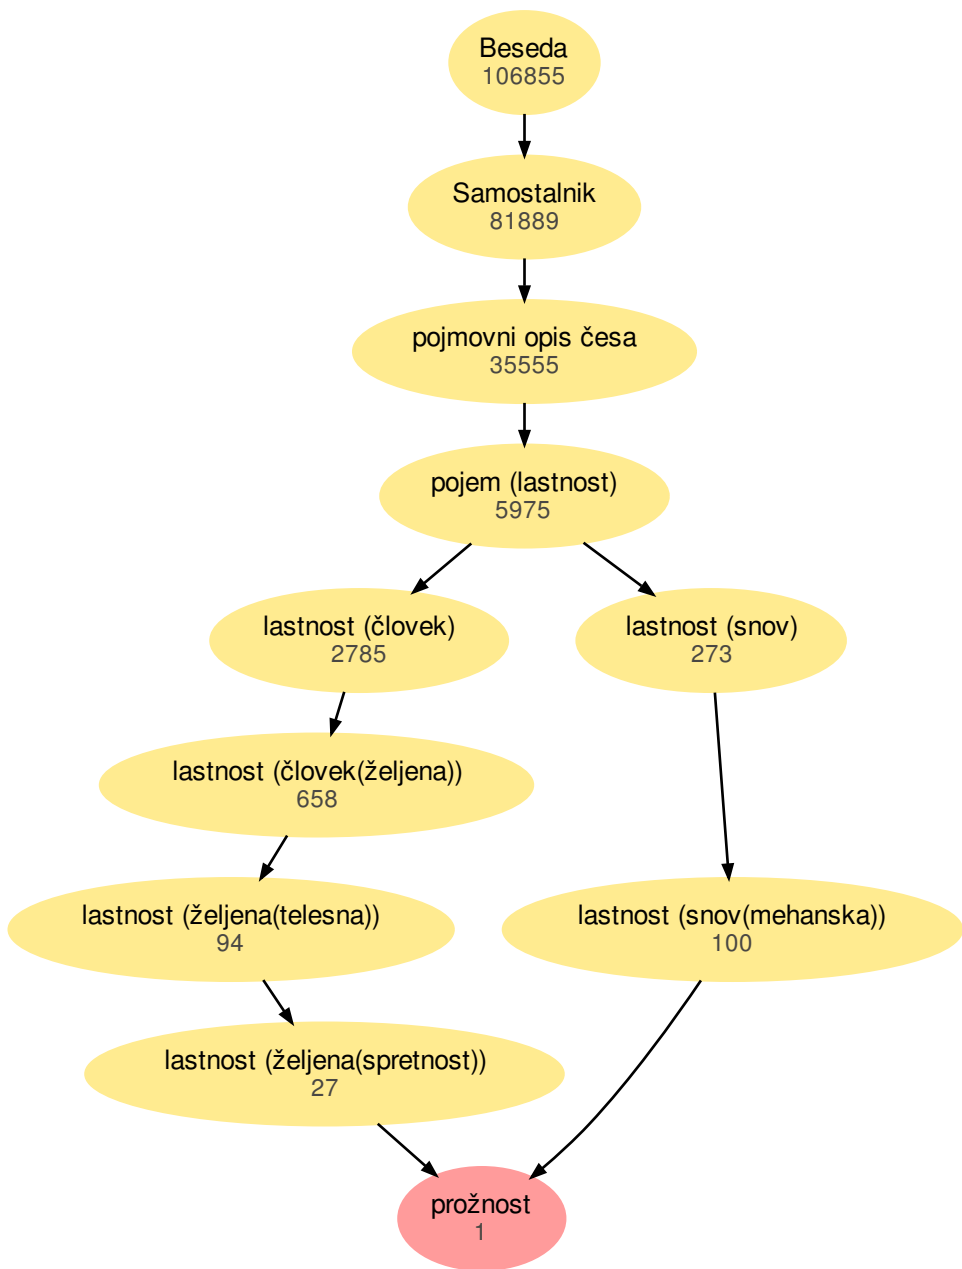 Beseda
106855
Samostalnik
81889
pojmovni opis česa
35555
pojem (lastnost)
5975
lastnost (človek)
2785
lastnost (snov)
273
lastnost (človek(željena))
658
lastnost (željena(telesna))
94
lastnost (snov(mehanska))
100
lastnost (željena(spretnost))
27
prožnost
1